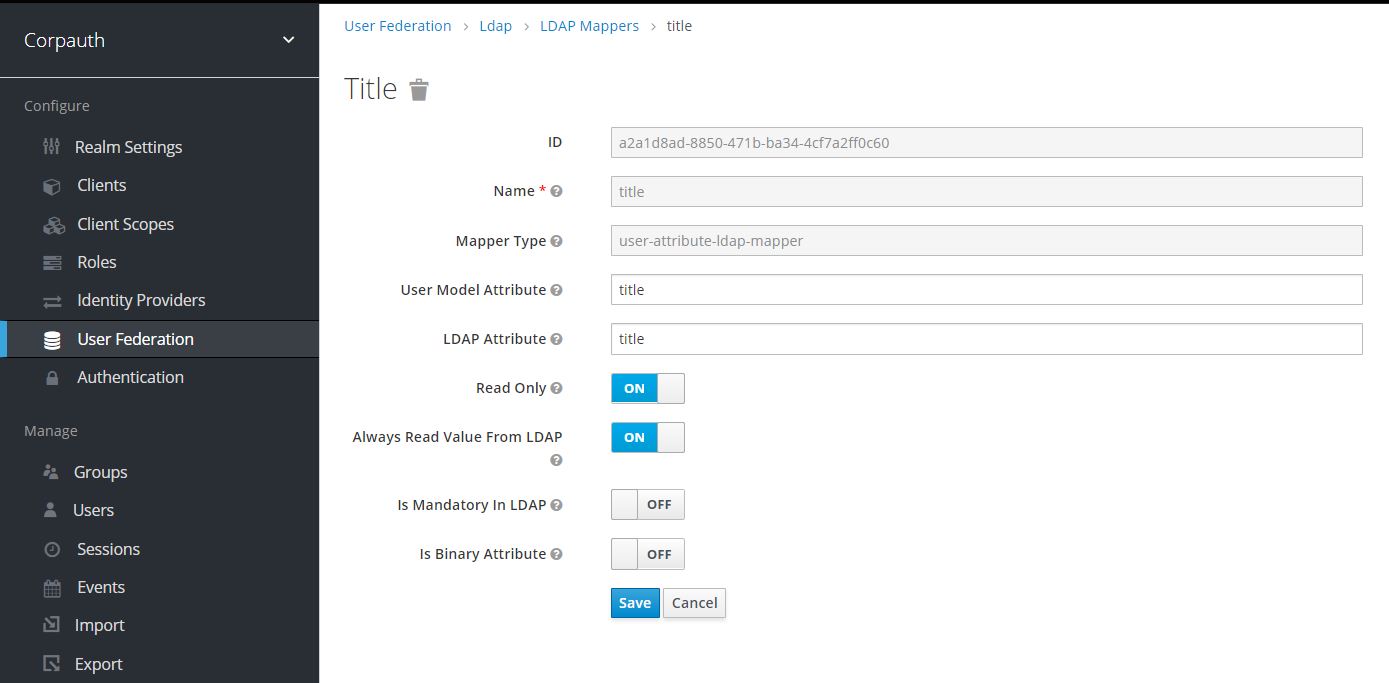 Corpauth
Configure
Realm Settings
Clients
Client Scopes
Roles
Identity Providers
User Federation
Authentication
Manage
Groups
Users
Sessions
Events
Import
Export
User Federation > Ldap > LDAP Mappers > title
Title
ID a2a1d8ad-8850-471b-ba34-4cf7a2ff0c60
Name * title
Mapper Type user-attribute-ldap-mapper
User Model Attribute title
LDAP Attribute title
Read Only ON
Always Read Value From LDAP ON
Is Mandatory In LDAP OFF
Is Binary Attribute OFF
Save Cancel